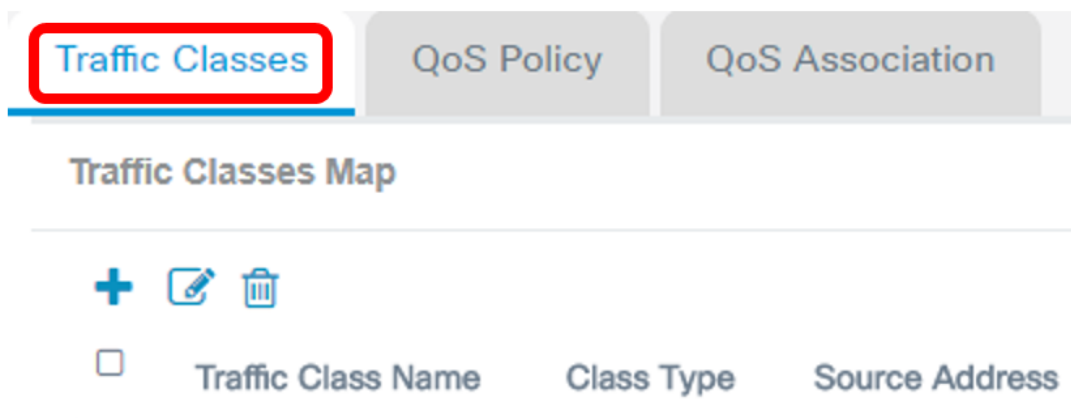 Traffic Classes QoS Policy QoS Association
Traffic Classes Map
Traffic Class Name Class Type Source Address